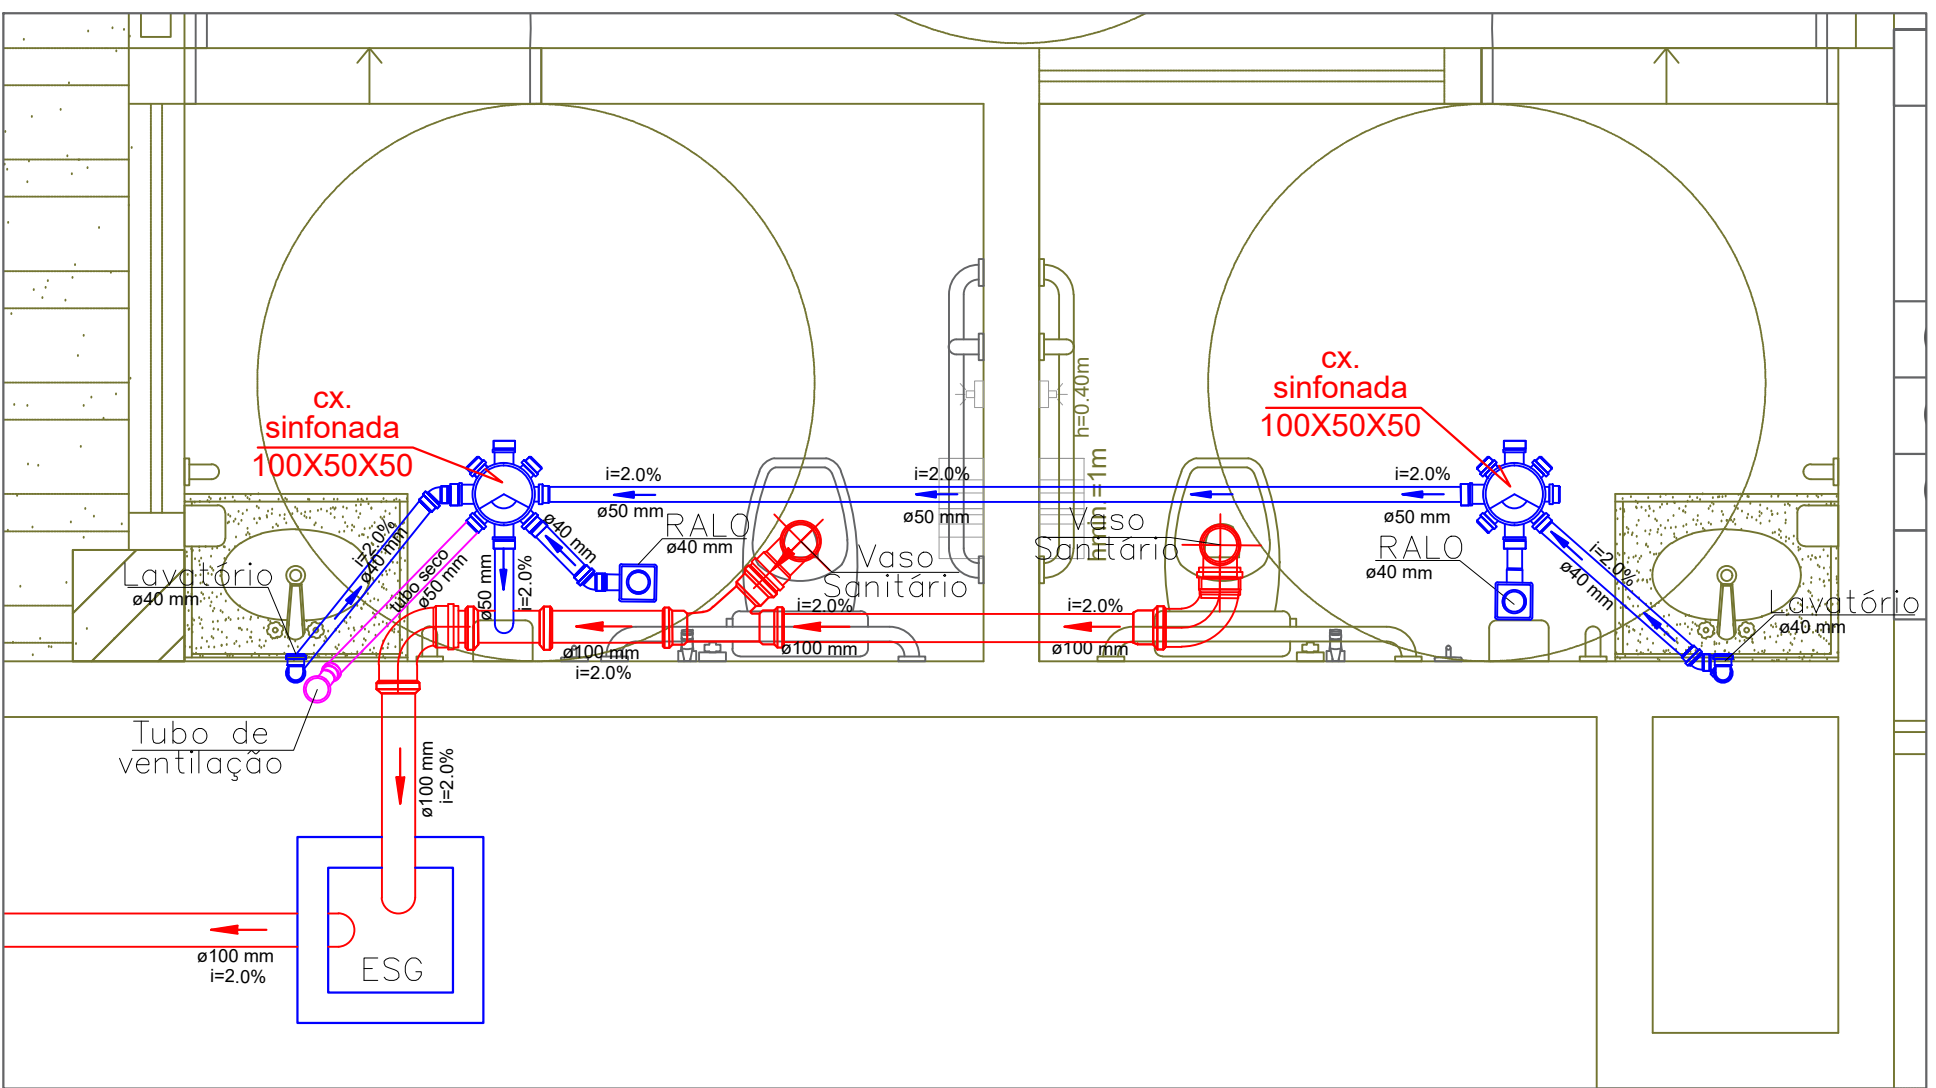 cx.
sinfonada
100X50X50
cx.
sinfonada
100X50X50
h=0.40m
Hmin.=1m
i=2.0%
ø50 mm
i=2.0%
ø50 mm
i=2.0%
ø50 mm
RALO
ø40 mm
ø40 mm
Vaso
Sanitário
Vaso
Sanitário
RALO
ø40 mm
Lavatório
ø40 mm
i=2.0%
ø40 mm
tubo seco
ø50 mm
ø50 mm
i=2.0%
i=2.0%
ø40 mm
Lavatório
ø40 mm
i=2.0%
ø100 mm
i=2.0%
ø100 mm
ø100 mm
i=2.0%
Tubo de
ventilação
ø100 mm
i=2.0%
ø100 mm
i=2.0%
ESG